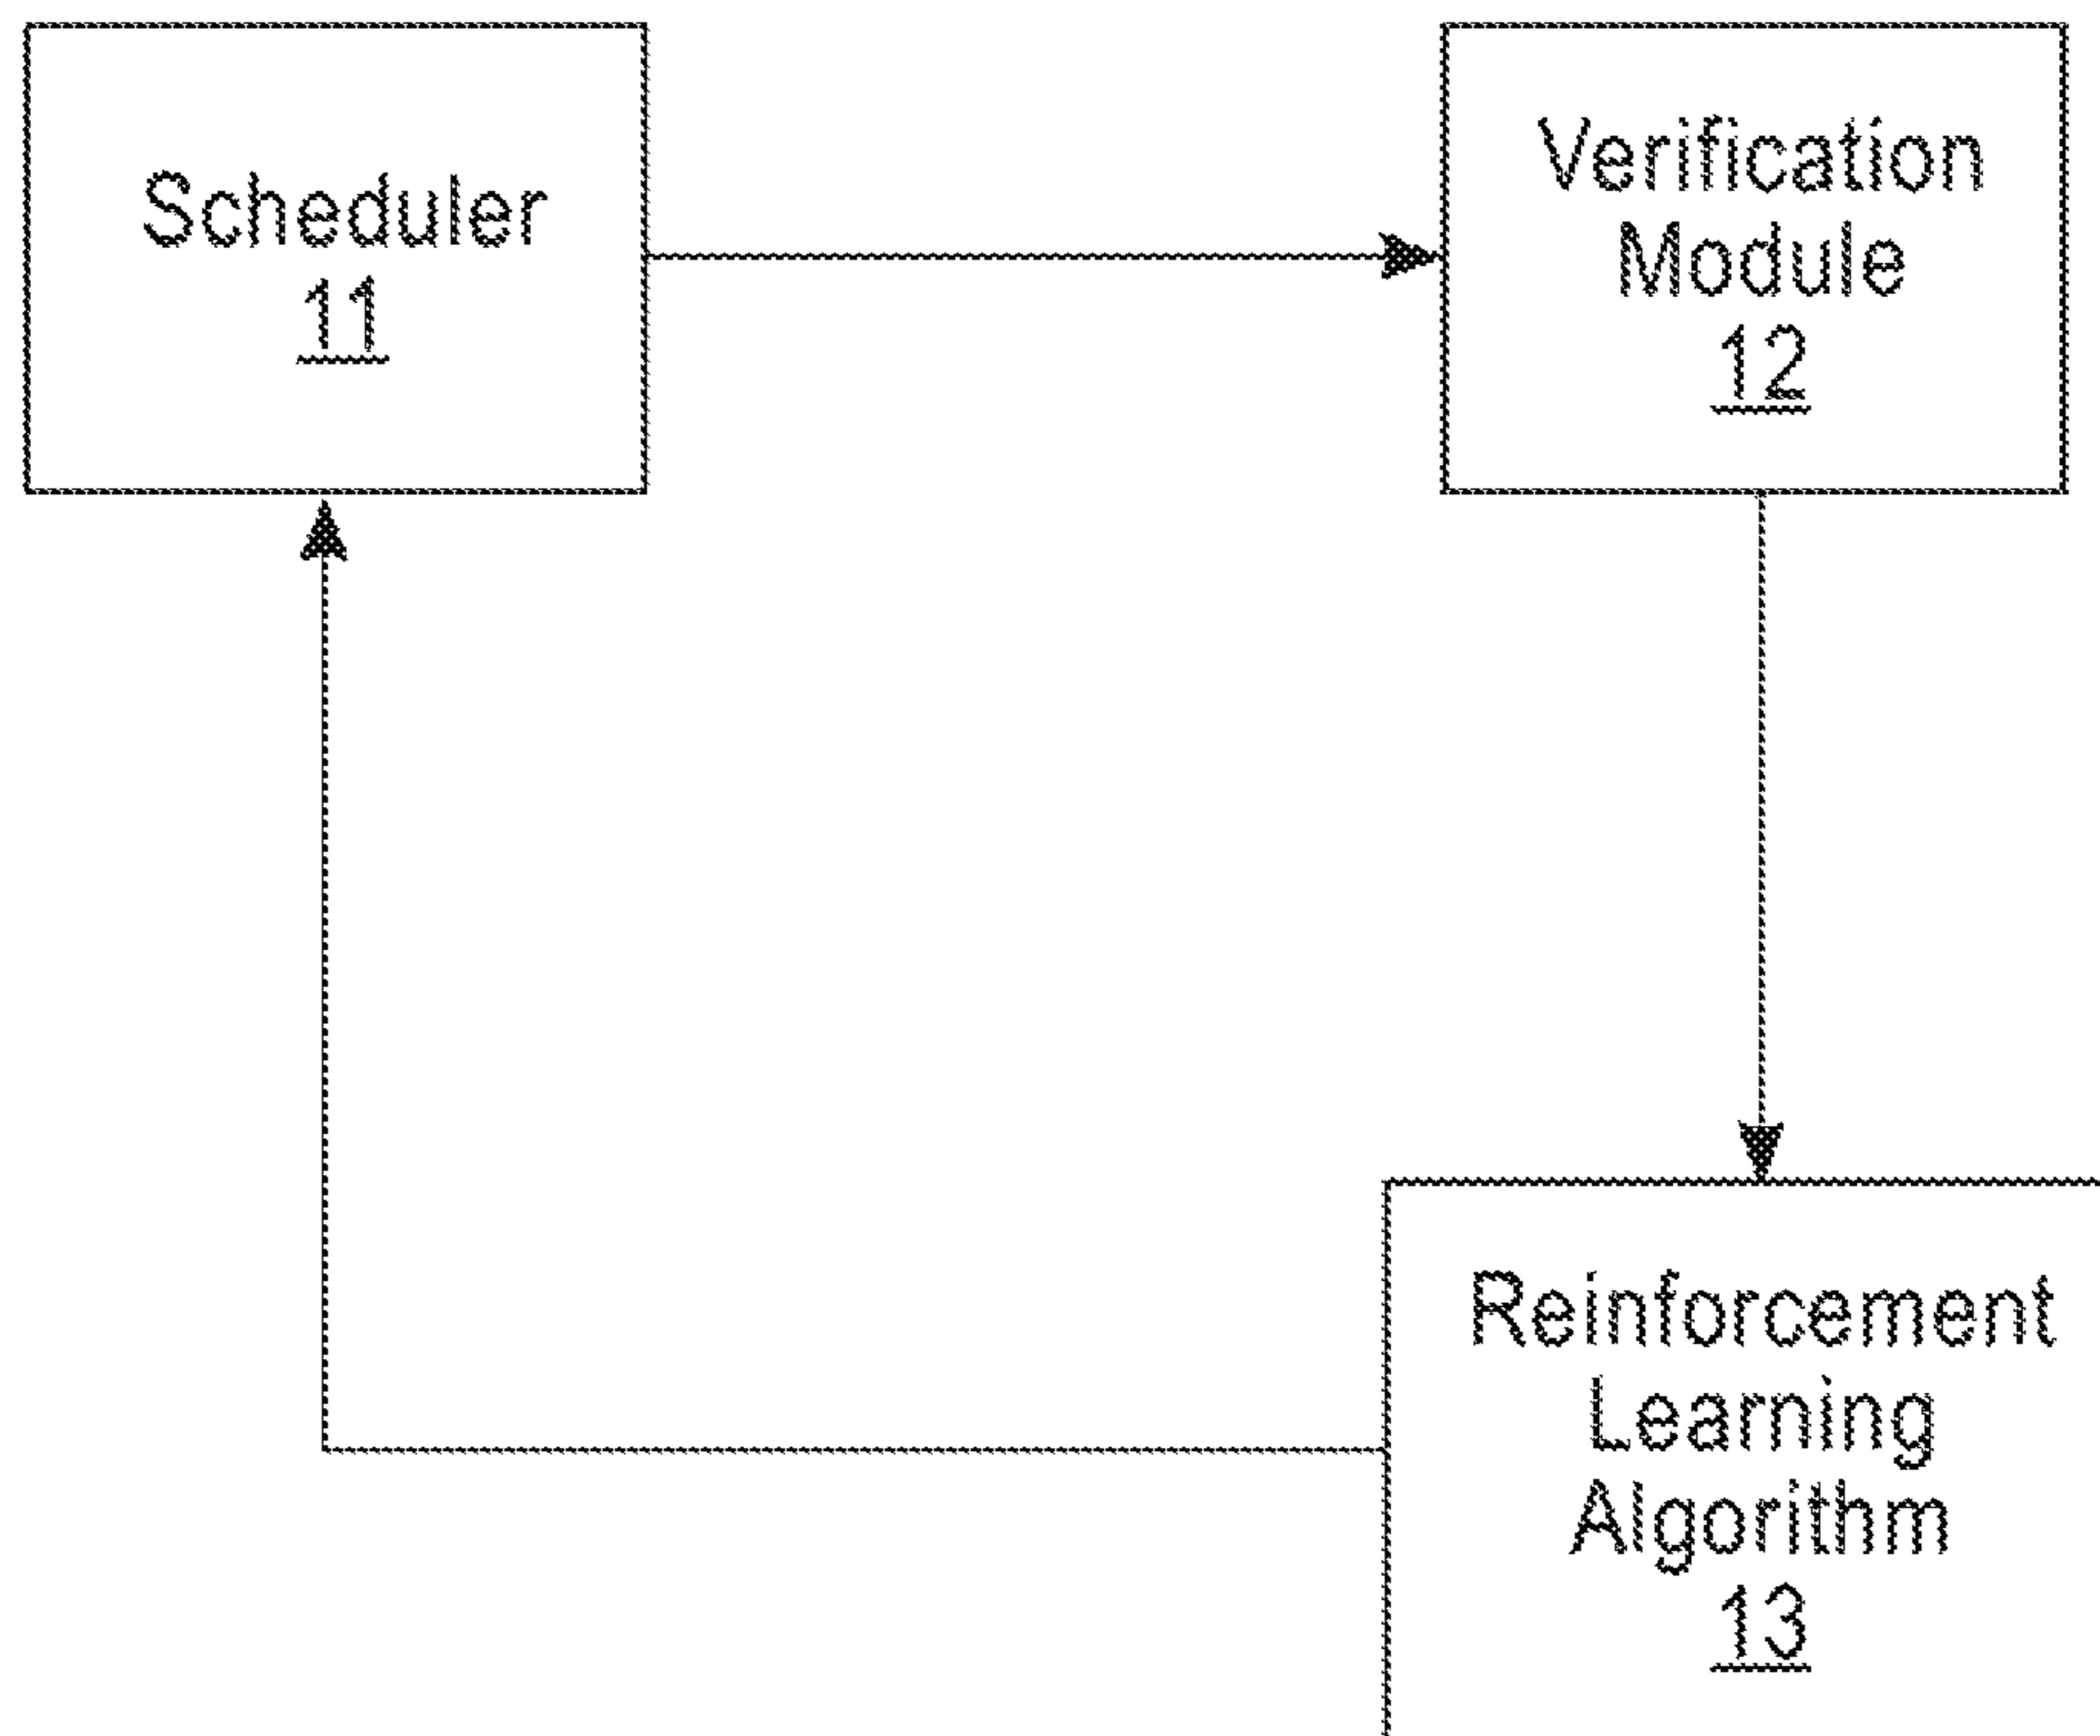 Scheduler
11
Verification
Module
12
Reinforcement
Learning
Algorithm
13